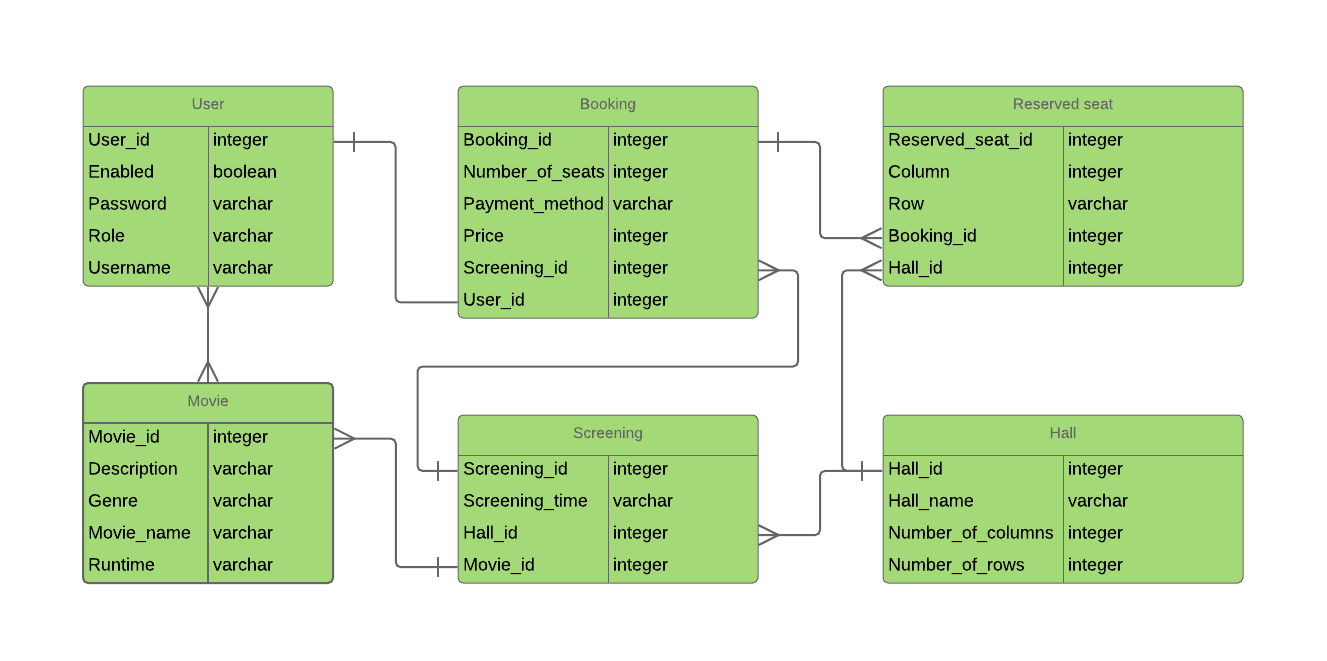 User
User_id integer
Enabled boolean
Password varchar
Role varchar
Username varchar
Booking
Booking_id integer
Number_of_seats integer
Payment_method varchar
Price integer
Screening_id integer
User_id integer
Reserved seat
Reserved_seat_id integer
Column integer
Row varchar
Booking_id integer
Hall_id integer
Movie
Movie_id integer
Description varchar
Genre varchar
Movie_name varchar
Runtime varchar
Screening
Screening_id integer
Screening_time varchar
Hall_id integer
Movie_id integer
Hall
Hall_id integer
Hall_name varchar
Number_of_columns integer
Number_of_rows integer